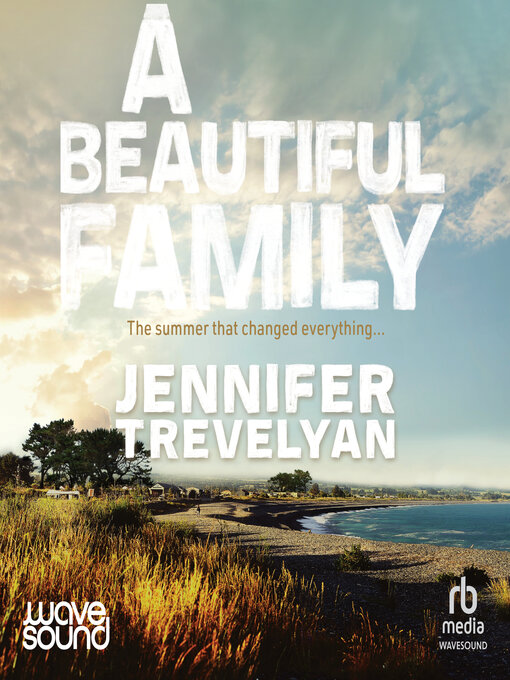 A
BEAUTIFUL
FAMILY
The summer that changed everything...
JENNIFER
TREVELYAN
wave
sound
rb
media
WAVESOUND